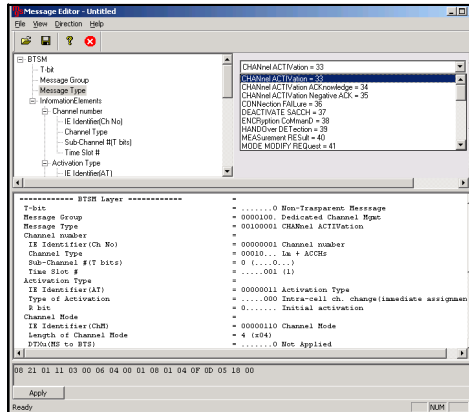 Message Editor - Untitled
File View Direction Help
BTSM
T-bit
Message Group
Message Type
InformationElements
Channel number
IE Identifier(Ch No)
Channel Type
Sub-Channel #(T bits)
Time Slot #
Activation Type
IE Identifier(AT)
CHANnel ACTIVation = 33
CHANnel ACTIVation = 33
CHANnel ACTIVation ACKnowledge = 34
CHANnel ACTIVation Negative ACK = 35
CONNection FAILure = 36
DEACTIVATE SACCH = 37
ENCRyption CoMmanD = 38
HANDOver DETection = 39
MEASurement RESult = 40
MODE MODIFY REQuest = 41
============ BTSM Layer ============ =
T-bit = .......0 Non-Trasparent Messsage
Message Group = 0000100. Dedicated Channel Mgmt
Message Type = 00100001 CHANnel ACTIVation
Channel number =
IE Identifier(Ch No) = 00000001 Channel number
Channel Type = 00010... Lm + ACCHs
Sub-Channel #(T bits) = 0 (....0...)
Time Slot # = .....001 (1)
Activation Type =
IE Identifier(AT) = 00000011 Activation Type
Type of Activation = .....000 Intra-cell ch. change(immediate assignmen
R bit = 0....... Initial activation
Channel Mode =
IE Identifier(ChM) = 00000110 Channel Mode
Length of Channel Mode = 4 (x04)
DTXu(MS to BTS) = .......0 Not Applied
08 21 01 11 03 00 06 04 00 01 08 01 04 0F 0D 05 18 00
Apply
Ready NUM